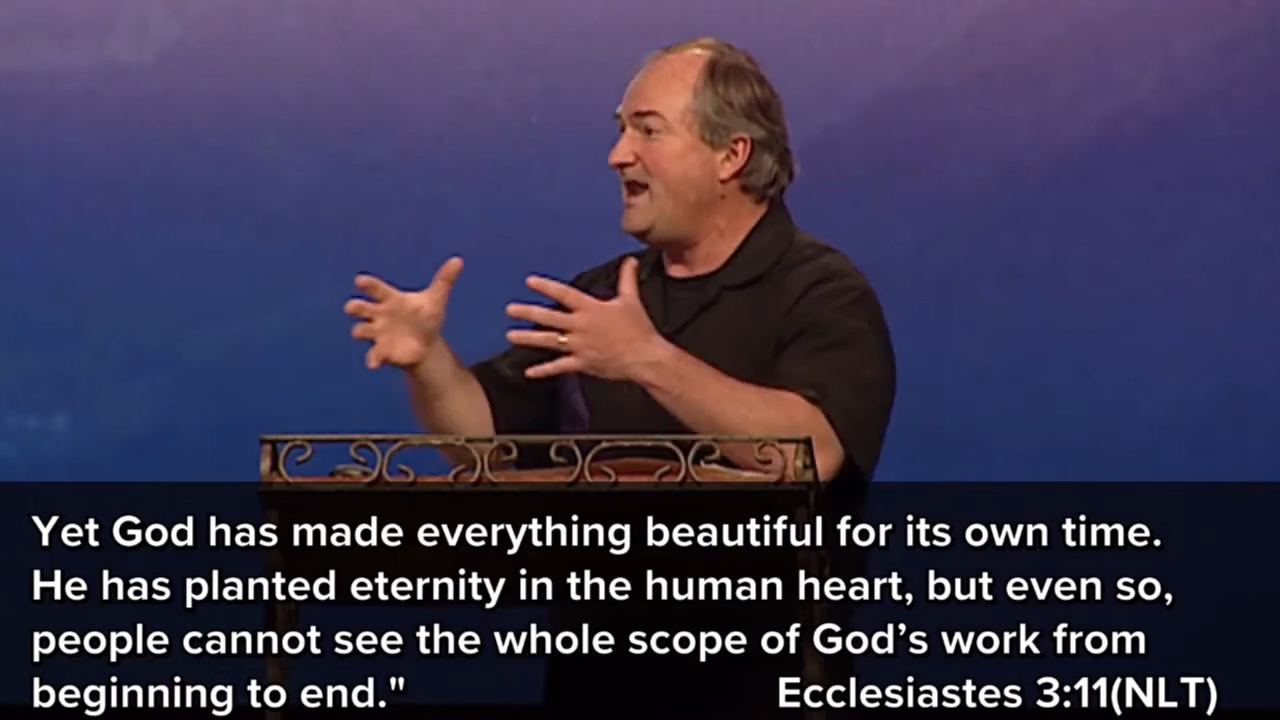 Yet God has made everything beautiful for its own time.
He has planted eternity in the human heart, but even so,
people cannot see the whole scope of God’s work from
beginning to end."
Ecclesiastes 3:11(NLT)